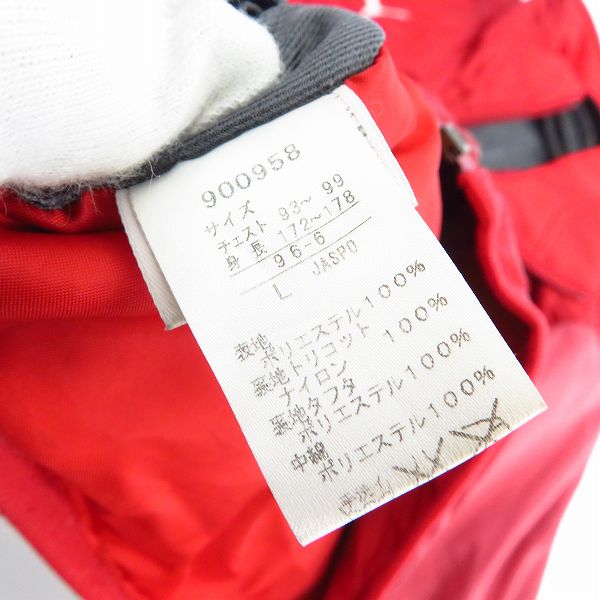 900958
サイズ
チェスト 93～99
身長 172～178
96-6
L JASPO
表地
ポリエステル100%
裏地トリコット
ナイロン 100%
裏地タフタ
ポリエステル100%
中綿
ポリエステル100%
手洗イ